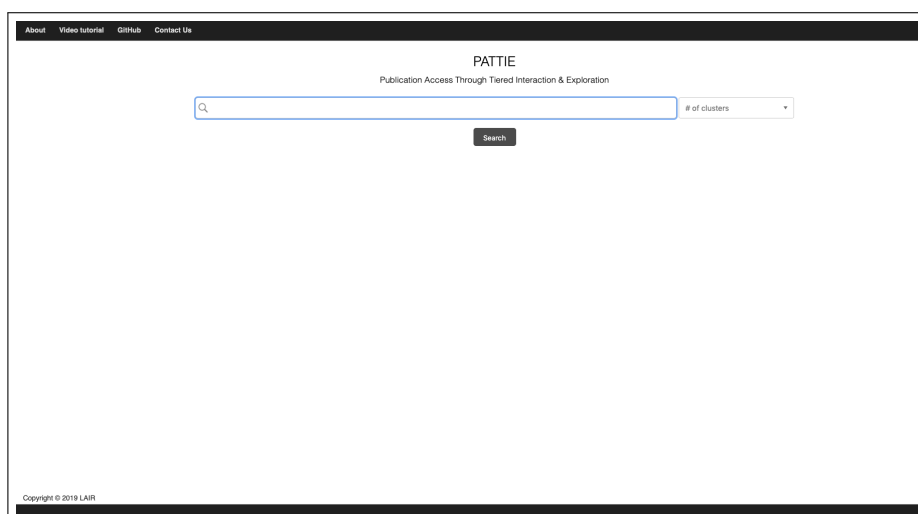 About Video tutorial GitHub Contact Us
PATTIE
Publication Access Through Tiered Interaction & Exploration
# of clusters
Search
Copyright © 2019 LAIR